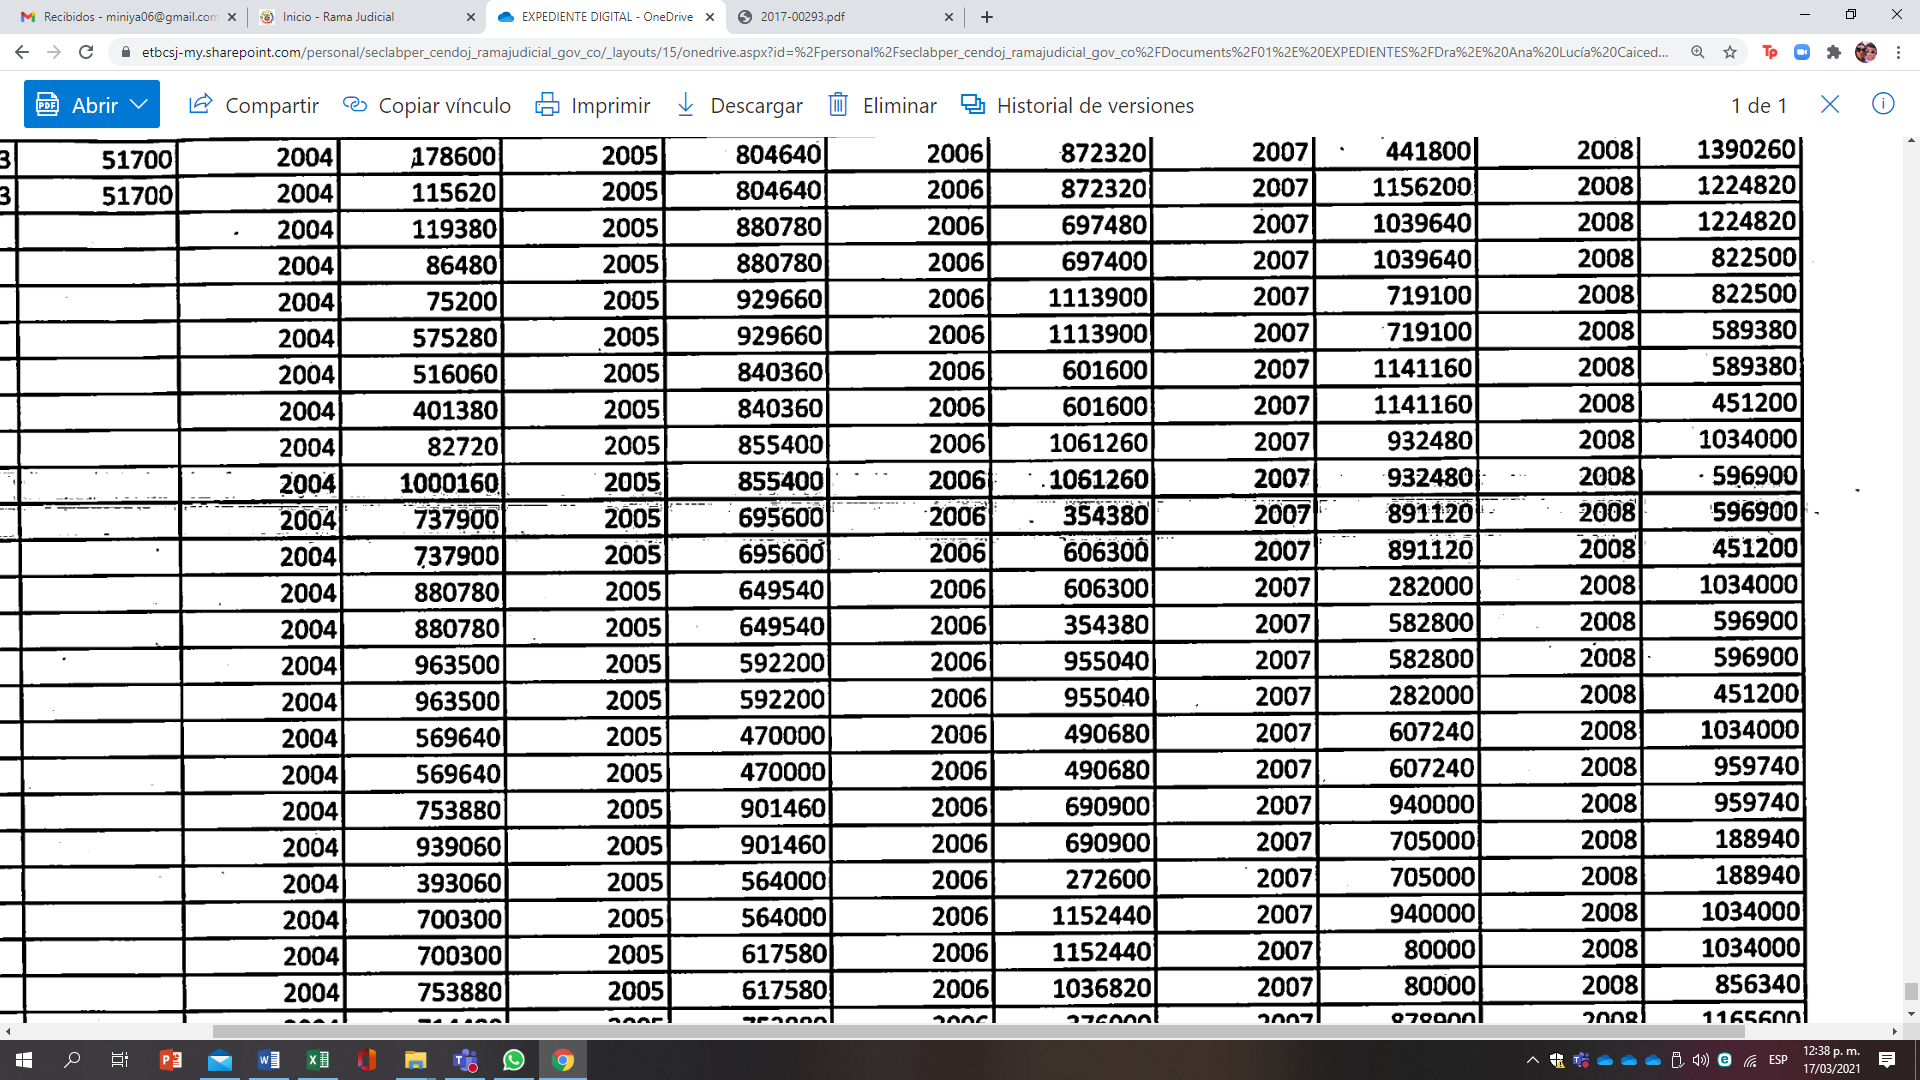 Recibidos - miniya06@gmail.com
Inicio - Rama Judicial
EXPEDIENTE DIGITAL - OneDrive
2017-00293.pdf
etbcsj-my.sharepoint.com/personal/seclabper_cendoj_ramajudicial_gov_co/_layouts/15/onedrive.aspx?id=%2Fpersonal%2Fseclabper_cendoj_ramajudicial_gov_co%2FDocuments%2F01%2E%20EXPEDIENTES%2FDra%2E%20Ana%20Lucía%20Caiced...
PDF Abrir Compartir Copiar vínculo Imprimir Descargar Eliminar Historial de versiones 1 de 1
3 51700 2004 178600 2005 804640 2006 872320 2007 441800 2008 1390260
3 51700 2004 115620 2005 804640 2006 872320 2007 1156200 2008 1224820
2004 119380 2005 880780 2006 697480 2007 1039640 2008 1224820
2004 86480 2005 880780 2006 697400 2007 1039640 2008 822500
2004 75200 2005 929660 2006 1113900 2007 719100 2008 822500
2004 575280 2005 929660 2006 1113900 2007 719100 2008 589380
2004 516060 2005 840360 2006 601600 2007 1141160 2008 589380
2004 401380 2005 840360 2006 601600 2007 1141160 2008 451200
2004 82720 2005 855400 2006 1061260 2007 932480 2008 1034000
2004 1000160 2005 855400 2006 1061260 2007 932480 2008 596900
2004 737900 2005 695600 2006 354380 2007 891120 2008 596900
2004 737900 2005 695600 2006 606300 2007 891120 2008 451200
2004 880780 2005 649540 2006 606300 2007 282000 2008 1034000
2004 880780 2005 649540 2006 354380 2007 582800 2008 596900
2004 963500 2005 592200 2006 955040 2007 582800 2008 596900
2004 963500 2005 592200 2006 955040 2007 282000 2008 451200
2004 569640 2005 470000 2006 490680 2007 607240 2008 1034000
2004 569640 2005 470000 2006 490680 2007 607240 2008 959740
2004 753880 2005 901460 2006 690900 2007 940000 2008 959740
2004 939060 2005 901460 2006 690900 2007 705000 2008 188940
2004 393060 2005 564000 2006 272600 2007 705000 2008 188940
2004 700300 2005 564000 2006 1152440 2007 940000 2008 1034000
2004 700300 2005 617580 2006 1152440 2007 80000 2008 1034000
2004 753880 2005 617580 2006 1036820 2007 80000 2008 856340
2004 2005 2006 376000 2007 878900 2008 1165600
ESP
12:38 p. m.
17/03/2021